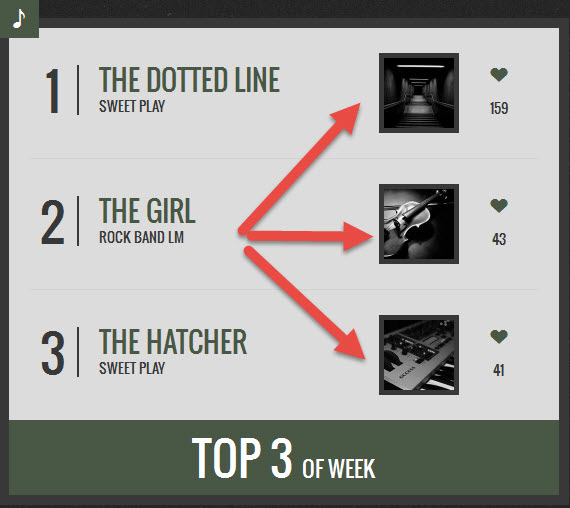 1
THE DOTTED LINE
SWEET PLAY
159
2
THE GIRL
ROCK BAND LM
43
3
THE HATCHER
SWEET PLAY
41
TOP 3 OF WEEK